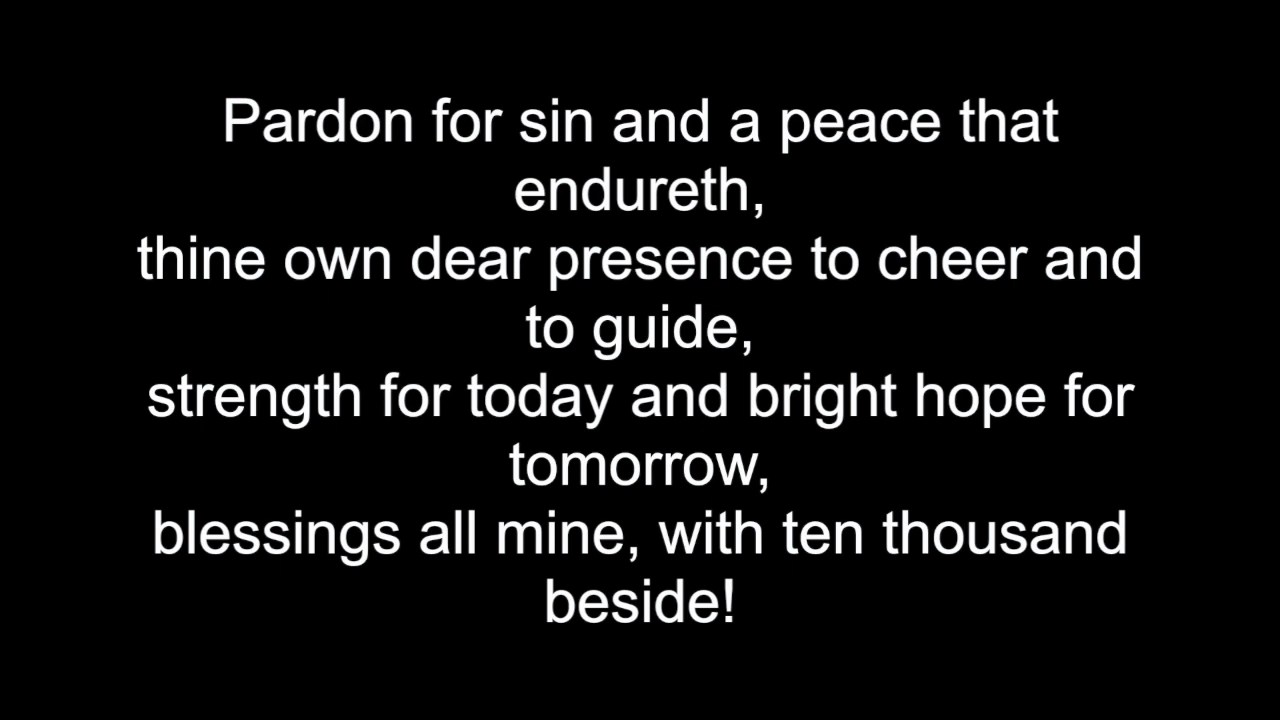 Pardon for sin and a peace that
endureth,
thine own dear presence to cheer and
to guide,
strength for today and bright hope for
tomorrow,
blessings all mine, with ten thousand
beside!